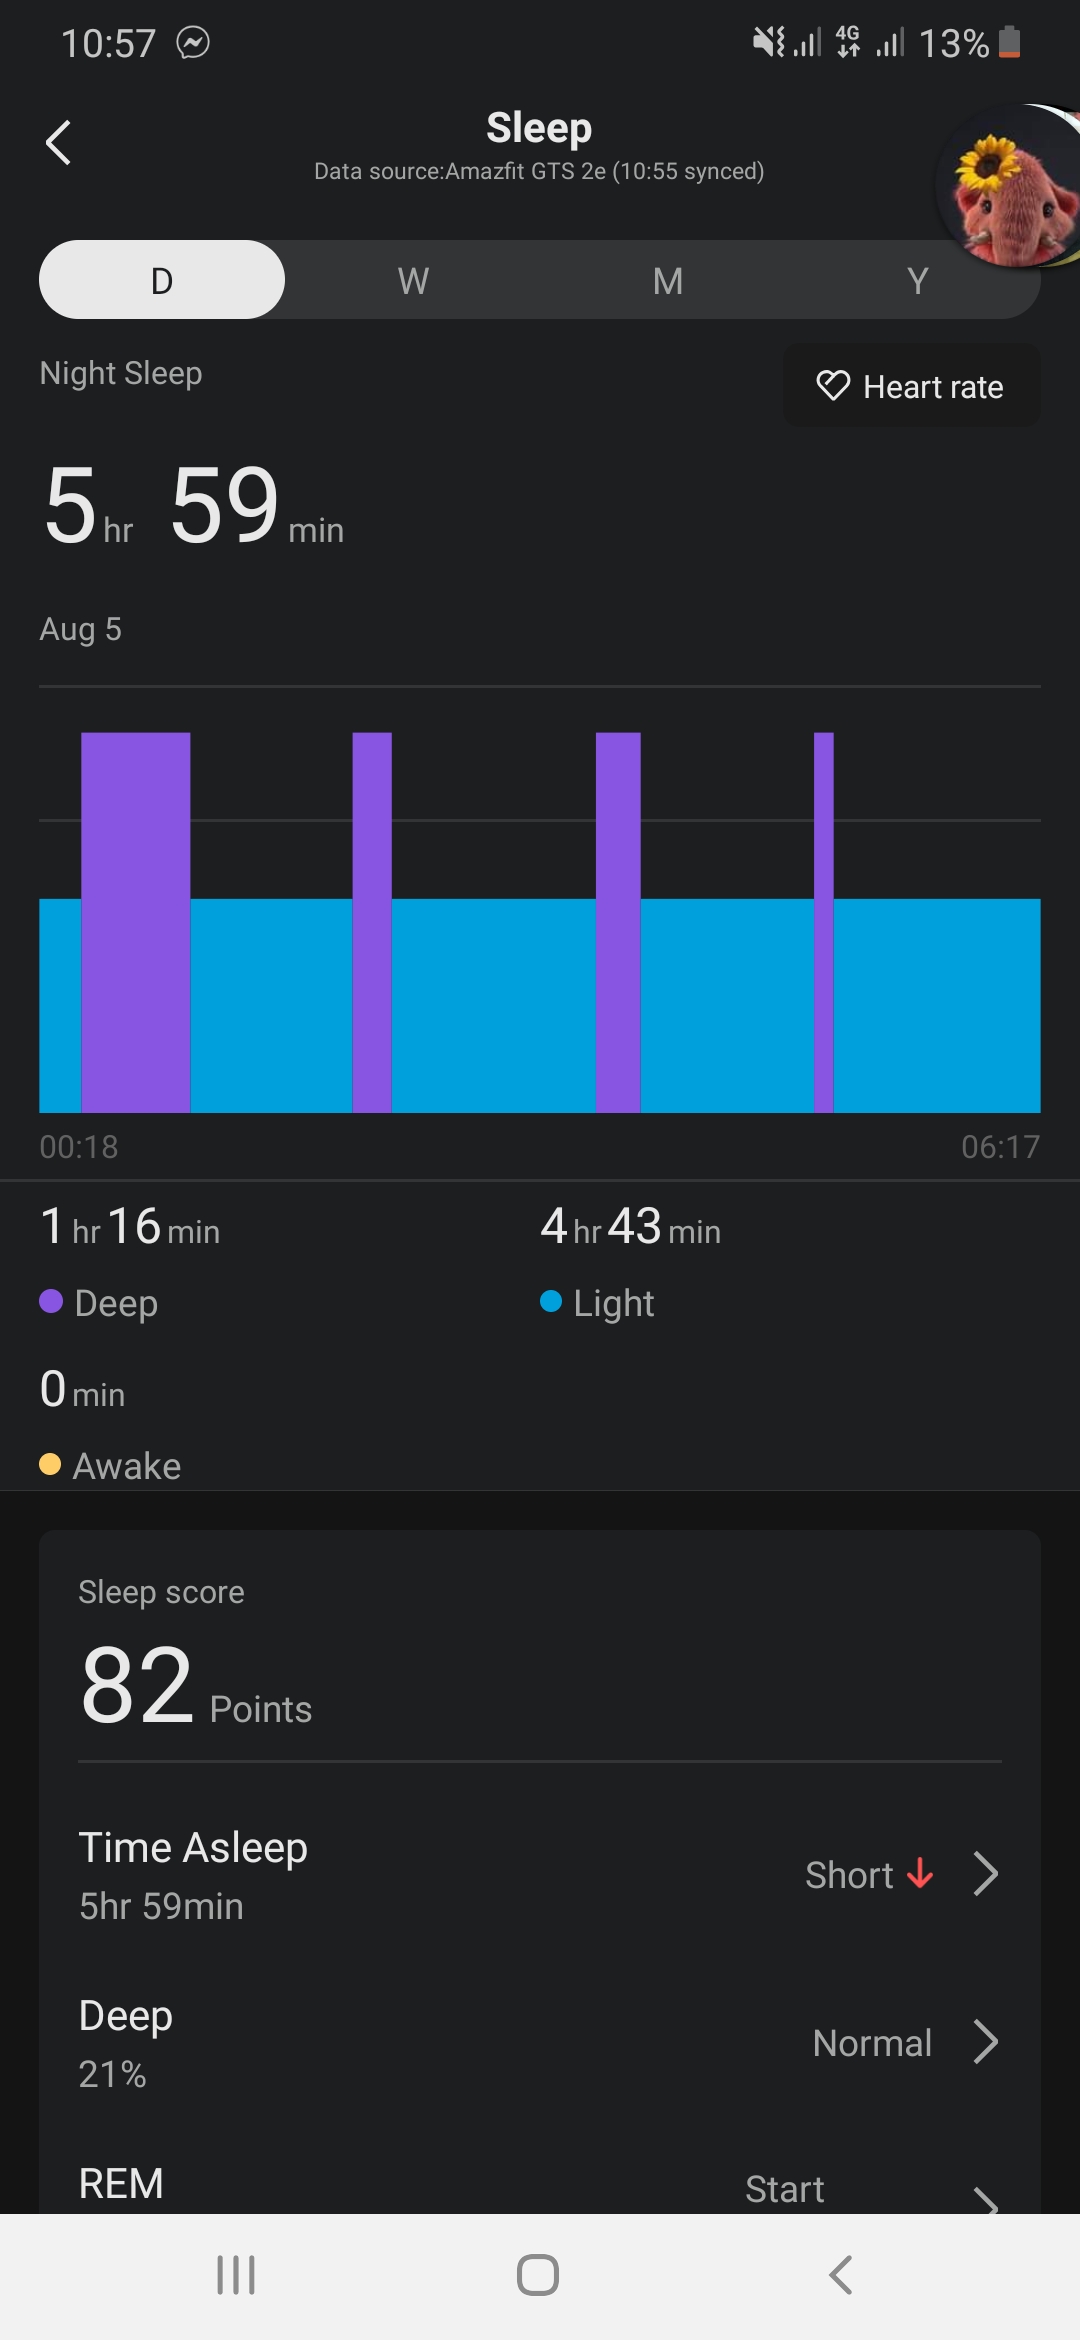 10:57 4G 13%
Sleep
Data source:Amazfit GTS 2e (10:55 synced)
D W M Y
Night Sleep
Heart rate
5 hr 59 min
Aug 5
00:18 06:17
1 hr 16 min 4 hr 43 min
Deep Light
0 min
Awake
Sleep score
82 Points
Time Asleep
Short
5hr 59min
Deep
Normal
21%
REM Start